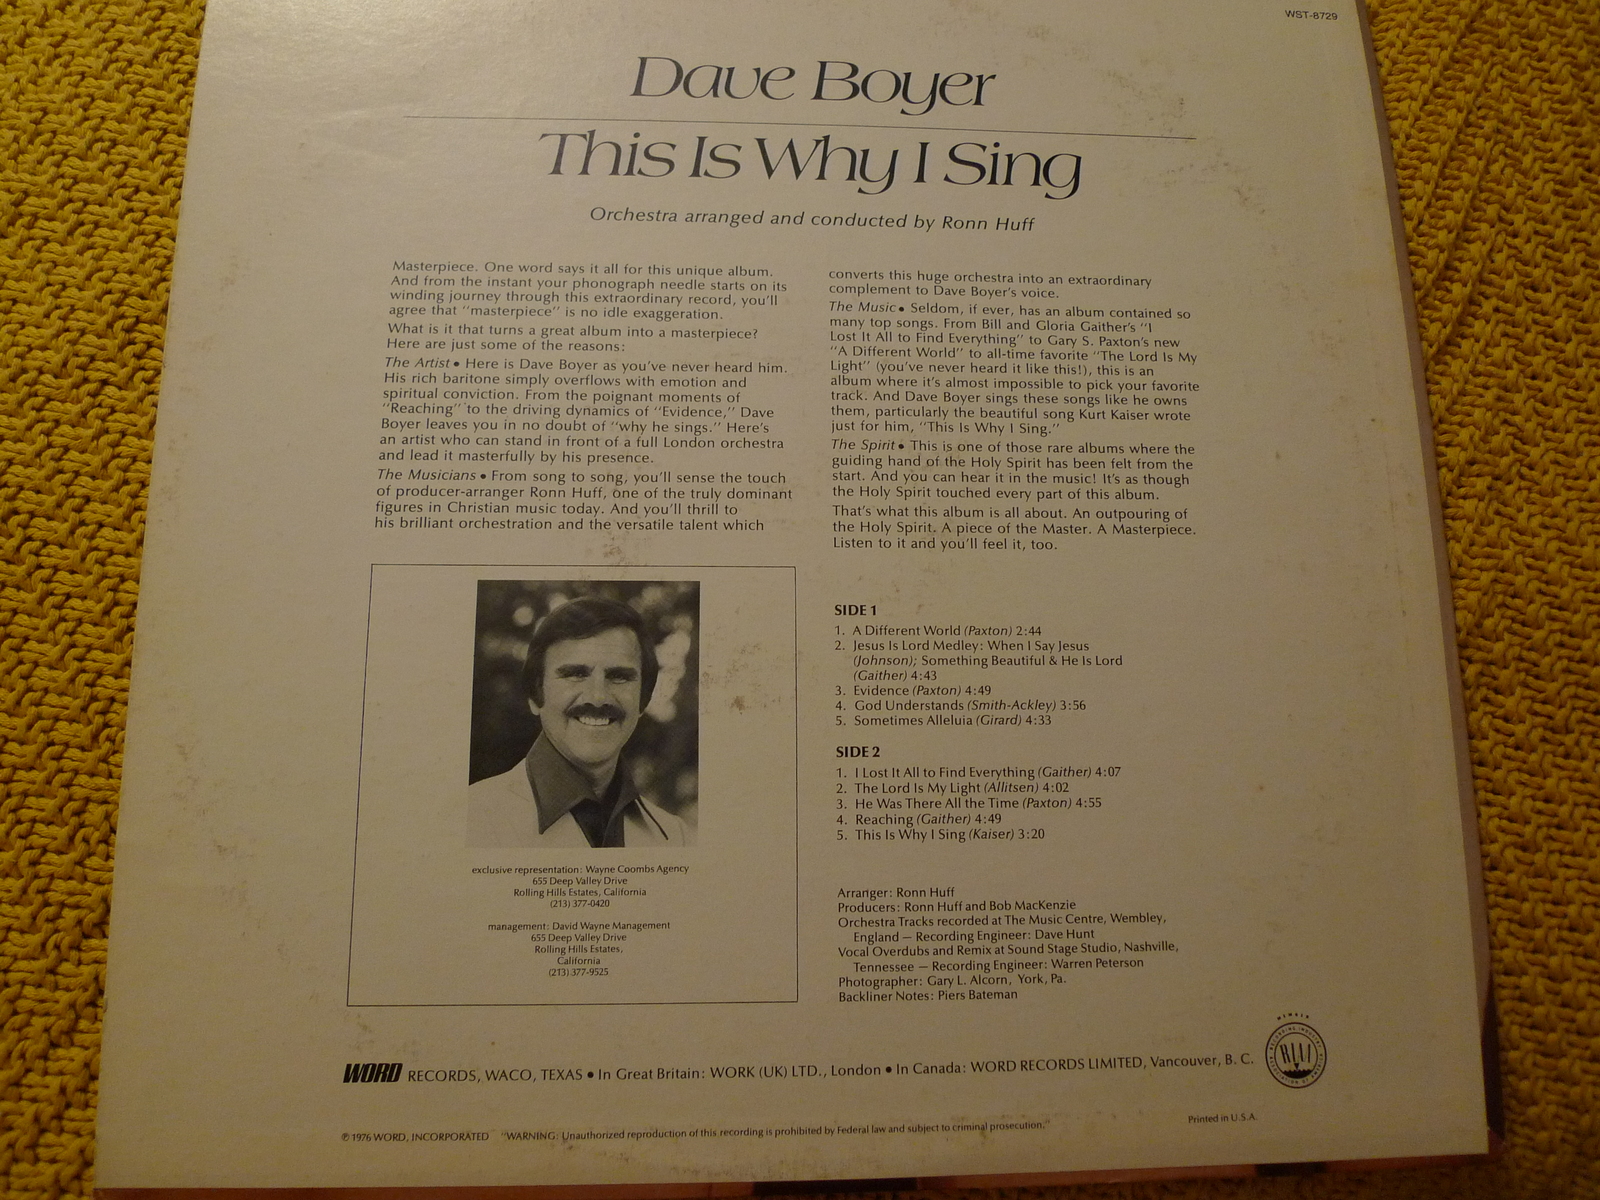 WST-8729
Dave Boyer
This Is Why I Sing
Orchestra arranged and conducted by Ronn Huff
Masterpiece. One word says it all for this unique album.
And from the instant your phonograph needle starts on its
winding journey through this extraordinary record, you'll
agree that "masterpiece" is no idle exaggeration.
What is it that turns a great album into a masterpiece?
Here are just some of the reasons:
The Artist • Here is Dave Boyer as you've never heard him.
His rich baritone simply overflows with emotion and
spiritual conviction. From the poignant moments of
"Reaching" to the driving dynamics of "Evidence," Dave
Boyer leaves you in no doubt of "why he sings." Here's
an artist who can stand in front of a full London orchestra
and lead it masterfully by his presence.
The Musicians • From song to song, you'll sense the touch
of producer-arranger Ronn Huff, one of the truly dominant
figures in Christian music today. And you'll thrill to
his brilliant orchestration and the versatile talent which
converts this huge orchestra into an extraordinary
complement to Dave Boyer's voice.
The Music • Seldom, if ever, has an album contained so
many top songs. From Bill and Gloria Gaither's "I
Lost It All to Find Everything" to Gary S. Paxton's new
"A Different World" to all-time favorite "The Lord Is My
Light" (you've never heard it like this!), this is an
album where it's almost impossible to pick your favorite
track. And Dave Boyer sings these songs like he owns
them, particularly the beautiful song Kurt Kaiser wrote
just for him, "This Is Why I Sing."
The Spirit • This is one of those rare albums where the
guiding hand of the Holy Spirit has been felt from the
start. And you can hear it in the music! It's as though
the Holy Spirit touched every part of this album.
That's what this album is all about. An outpouring of
the Holy Spirit. A piece of the Master. A Masterpiece.
Listen to it and you'll feel it, too.
SIDE 1
1. A Different World (Paxton) 2:44
2. Jesus Is Lord Medley: When I Say Jesus
(Johnson); Something Beautiful & He Is Lord
(Gaither) 4:43
3. Evidence (Paxton) 4:49
4. God Understands (Smith-Ackley) 3:56
5. Sometimes Alleluia (Girard) 4:33
SIDE 2
1. I Lost It All to Find Everything (Gaither) 4:07
2. The Lord Is My Light (Allitsen) 4:02
3. He Was There All the Time (Paxton) 4:55
4. Reaching (Gaither) 4:49
5. This Is Why I Sing (Kaiser) 3:20
exclusive representation: Wayne Coombs Agency
655 Deep Valley Drive
Rolling Hills Estates, California
(213) 377-0420
management: David Wayne Management
655 Deep Valley Drive
Rolling Hills Estates,
California
(213) 377-9525
Arranger: Ronn Huff
Producers: Ronn Huff and Bob MacKenzie
Orchestra Tracks recorded at The Music Centre, Wembley,
England — Recording Engineer: Dave Hunt
Vocal Overdubs and Remix at Sound Stage Studio, Nashville,
Tennessee — Recording Engineer: Warren Peterson
Photographer: Gary L. Alcorn, York, Pa.
Backliner Notes: Piers Bateman
WORD RECORDS, WACO, TEXAS • In Great Britain: WORK (UK) LTD., London • In Canada: WORD RECORDS LIMITED, Vancouver, B. C.
MEMBER
RIAA
Printed in U.S.A.
℗ 1976 WORD, INCORPORATED "WARNING: Unauthorized reproduction of this recording is prohibited by Federal law and subject to criminal prosecution."